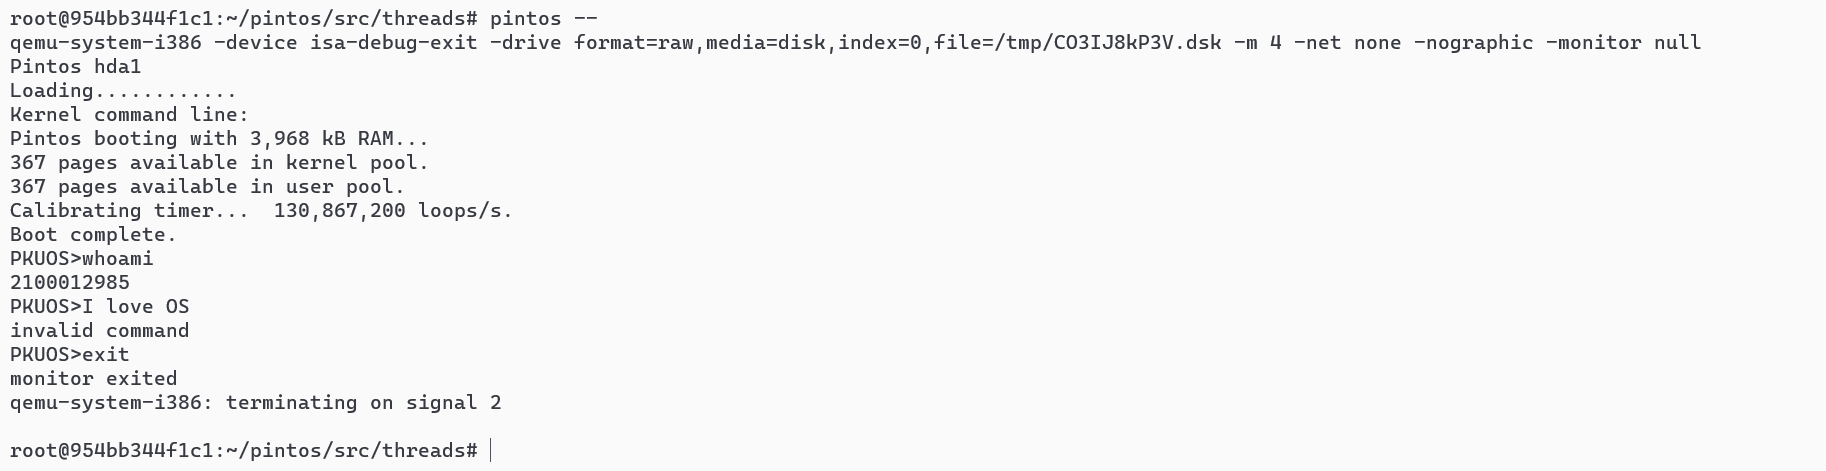 root@954bb344f1c1:~/pintos/src/threads# pintos --
qemu-system-i386 -device isa-debug-exit -drive format=raw,media=disk,index=0,file=/tmp/CO3IJ8kP3V.dsk -m 4 -net none -nographic -monitor null
Pintos hda1
Loading............
Kernel command line:
Pintos booting with 3,968 kB RAM...
367 pages available in kernel pool.
367 pages available in user pool.
Calibrating timer...  130,867,200 loops/s.
Boot complete.
PKUOS>whoami
2100012985
PKUOS>I love OS
invalid command
PKUOS>exit
monitor exited
qemu-system-i386: terminating on signal 2
root@954bb344f1c1:~/pintos/src/threads#